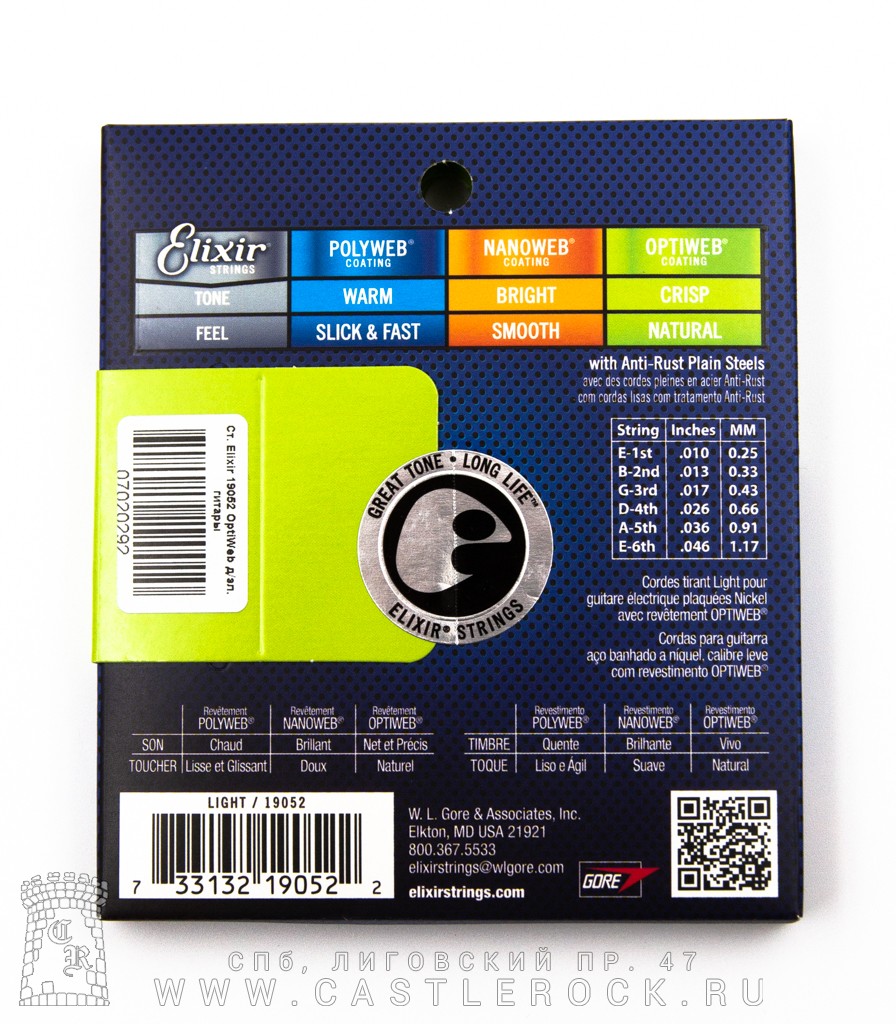 Elixir®
STRINGS
POLYWEB®
COATING
NANOWEB®
COATING
OPTIWEB®
COATING
TONE WARM BRIGHT CRISP
FEEL SLICK & FAST SMOOTH NATURAL
with Anti-Rust Plain Steels
avec des cordes pleines en acier Anti-Rust
com cordas lisas com tratamento Anti-Rust
String Inches MM
E-1st .010 0.25
B-2nd .013 0.33
G-3rd .017 0.43
D-4th .026 0.66
A-5th .036 0.91
E-6th .046 1.17
Ст. Elixir 19052 OptiWeb д/эл.
гитары
07020292
GREAT TONE • LONG LIFE™
ELIXIR® STRINGS
Cordes tirant Light pour
guitare électrique plaquées Nickel
avec revêtement OPTIWEB®
Cordas para guitarra
aço banhado a níquel, calibre leve
com revestimento OPTIWEB®
Revêtement Revêtement Revêtement
POLYWEB® NANOWEB® OPTIWEB®
SON Chaud Brillant Net et Précis
TOUCHER Lisse et Glissant Doux Naturel
Revestimento Revestimento Revestimento
POLYWEB® NANOWEB® OPTIWEB®
TIMBRE Quente Brilhante Vivo
TOQUE Liso e Ágil Suave Natural
LIGHT / 19052
7 33132 19052 2
W. L. Gore & Associates, Inc.
Elkton, MD USA 21921
800.367.5533
elixirstrings@wlgore.com
elixirstrings.com
GORE
CR
СПб, ЛИГОВСКИЙ ПР. 47
WWW.CASTLEROCK.RU